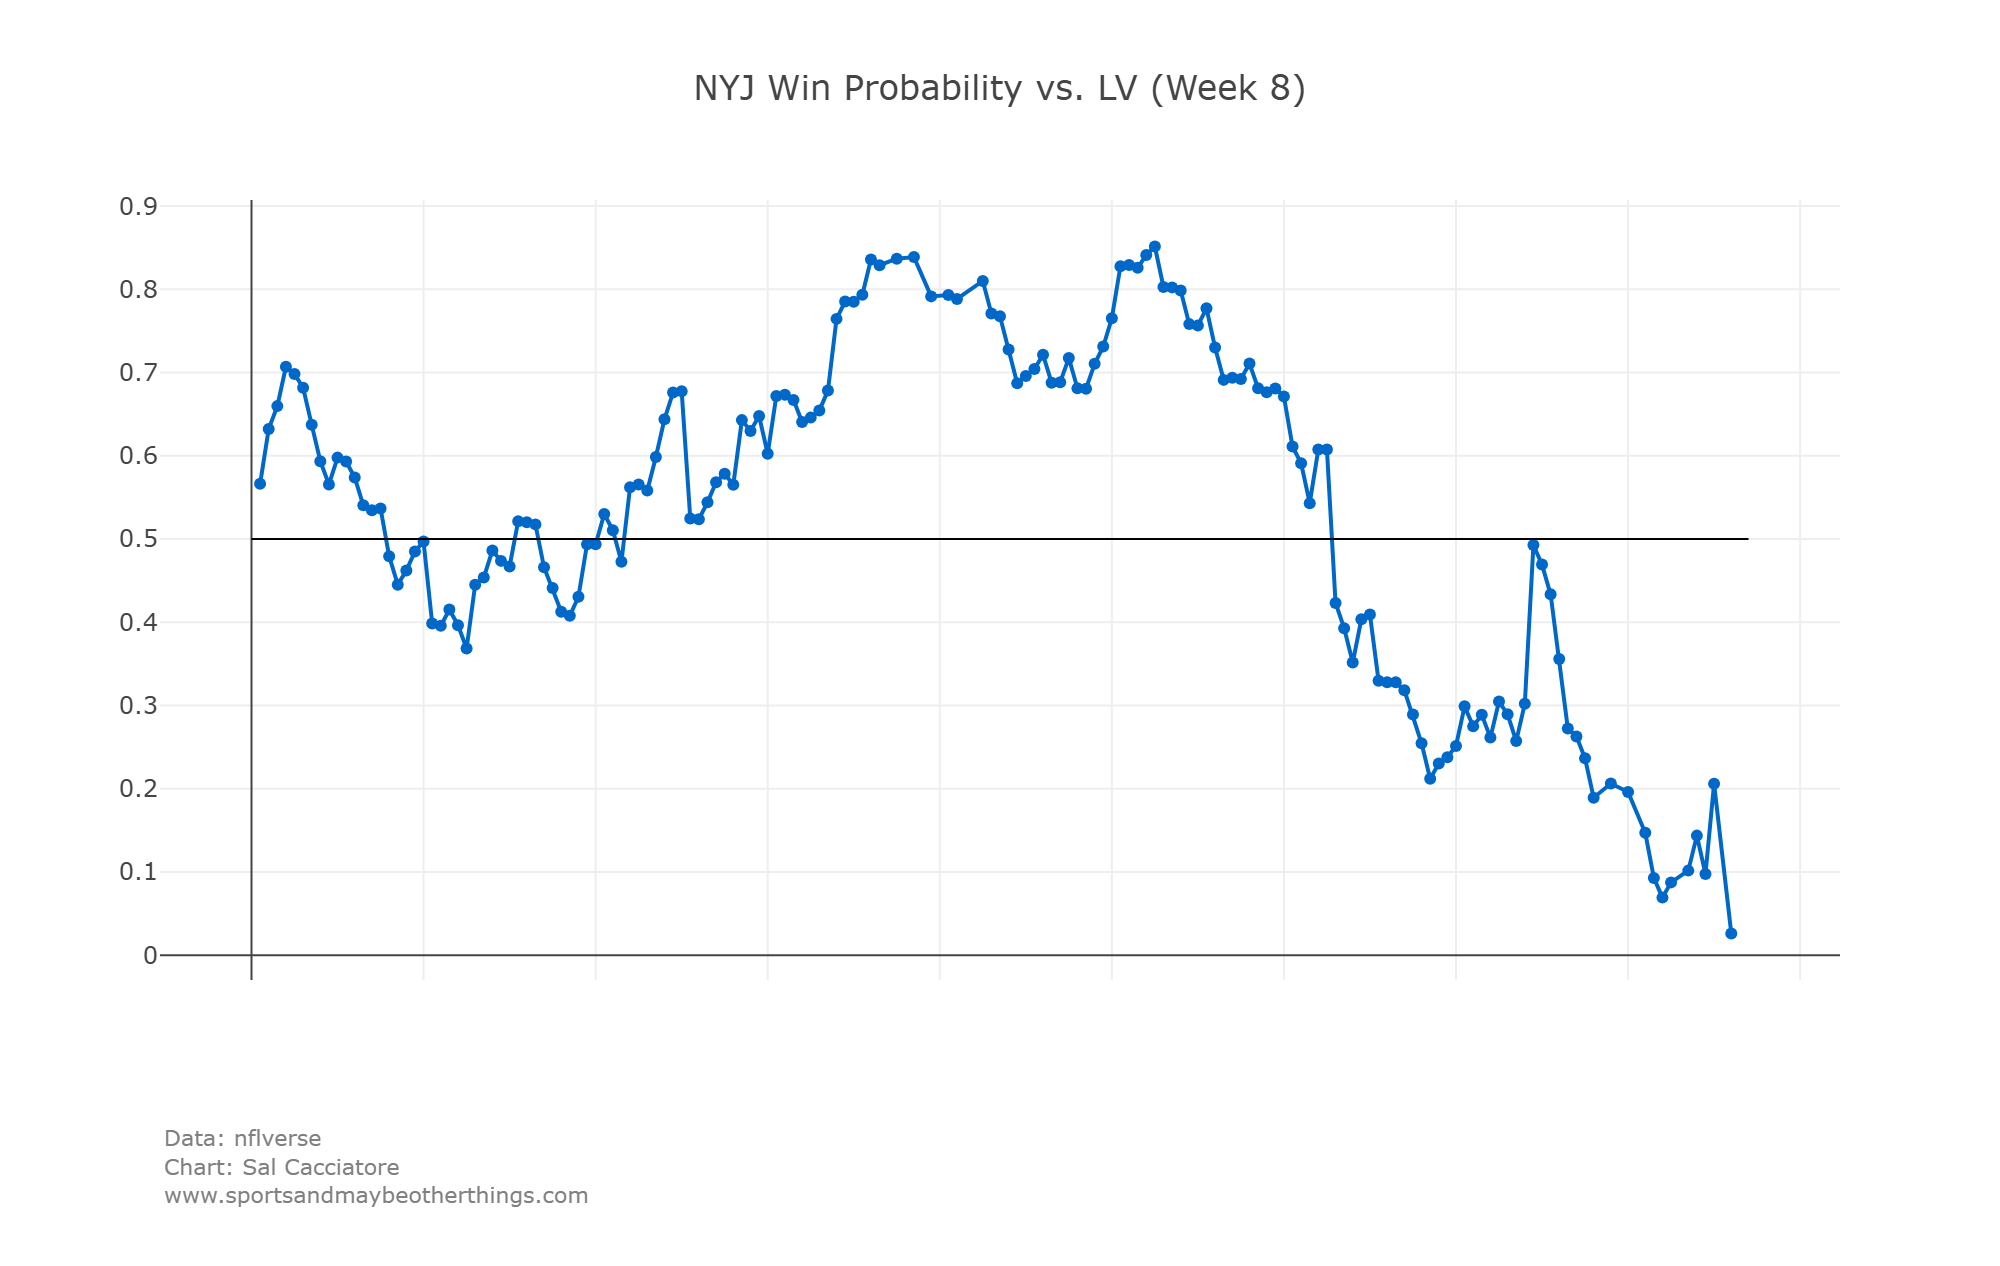 NYJ Win Probability vs. LV (Week 8)
0.9
0.8
0.7
0.6
0.5
0.4
0.3
0.2
0.1
0
Data: nflverse
Chart: Sal Cacciatore
www.sportsandmaybeotherthings.com